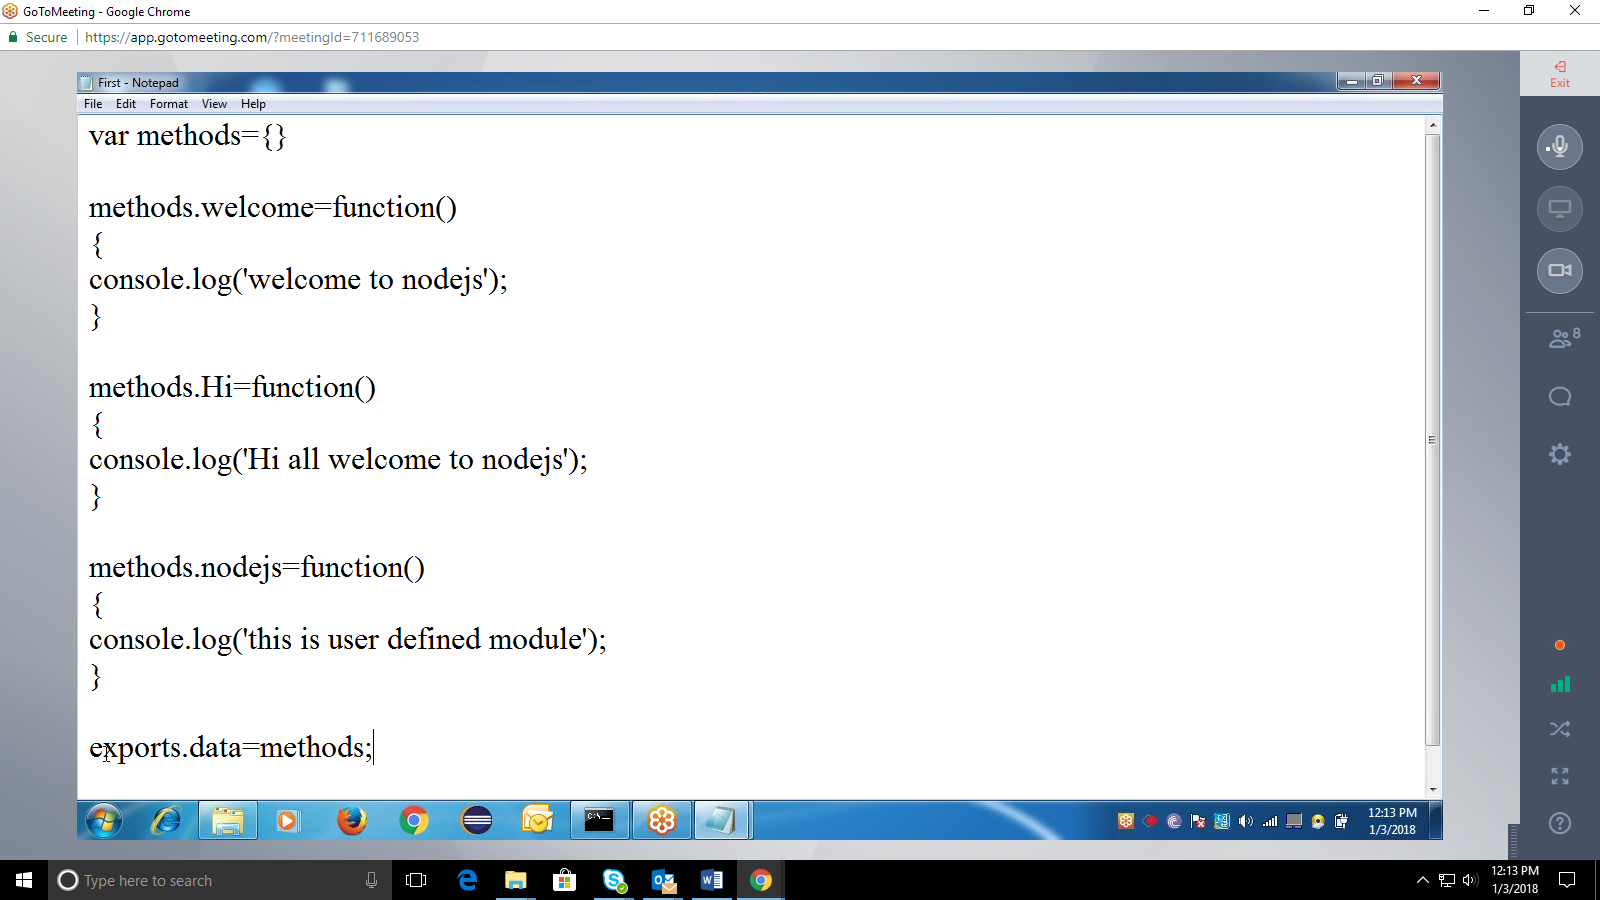 GoToMeeting - Google Chrome
Secure
https://app.gotomeeting.com/?meetingId=711689053
Exit
First - Notepad
File Edit Format View Help
var methods={}
methods.welcome=function()
{
console.log('welcome to nodejs');
}
methods.Hi=function()
{
console.log('Hi all welcome to nodejs');
}
methods.nodejs=function()
{
console.log('this is user defined module');
}
exports.data=methods;
8
C:\
12:13 PM
1/3/2018
Type here to search
12:13 PM
1/3/2018